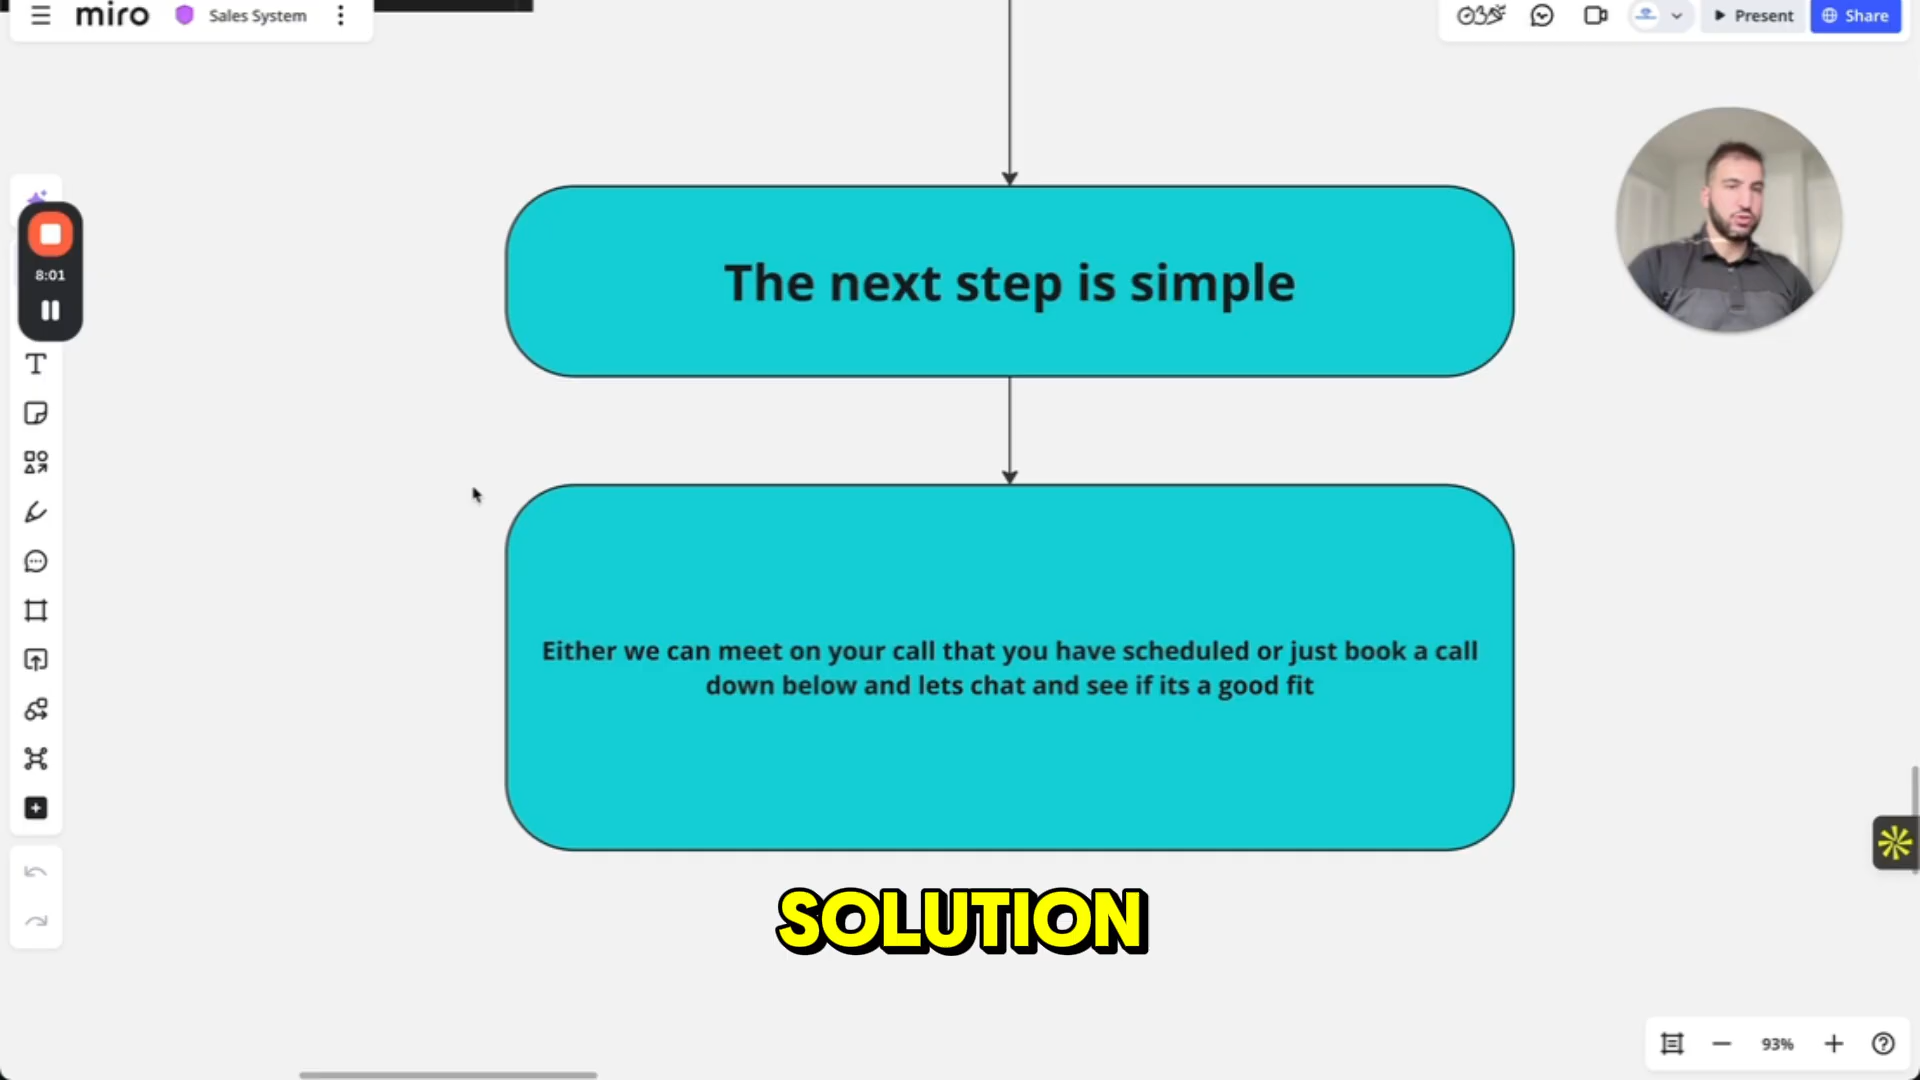 miro
Sales System
Present
Share
8:01
The next step is simple
Either we can meet on your call that you have scheduled or just book a call
down below and lets chat and see if its a good fit
SOLUTION
93%